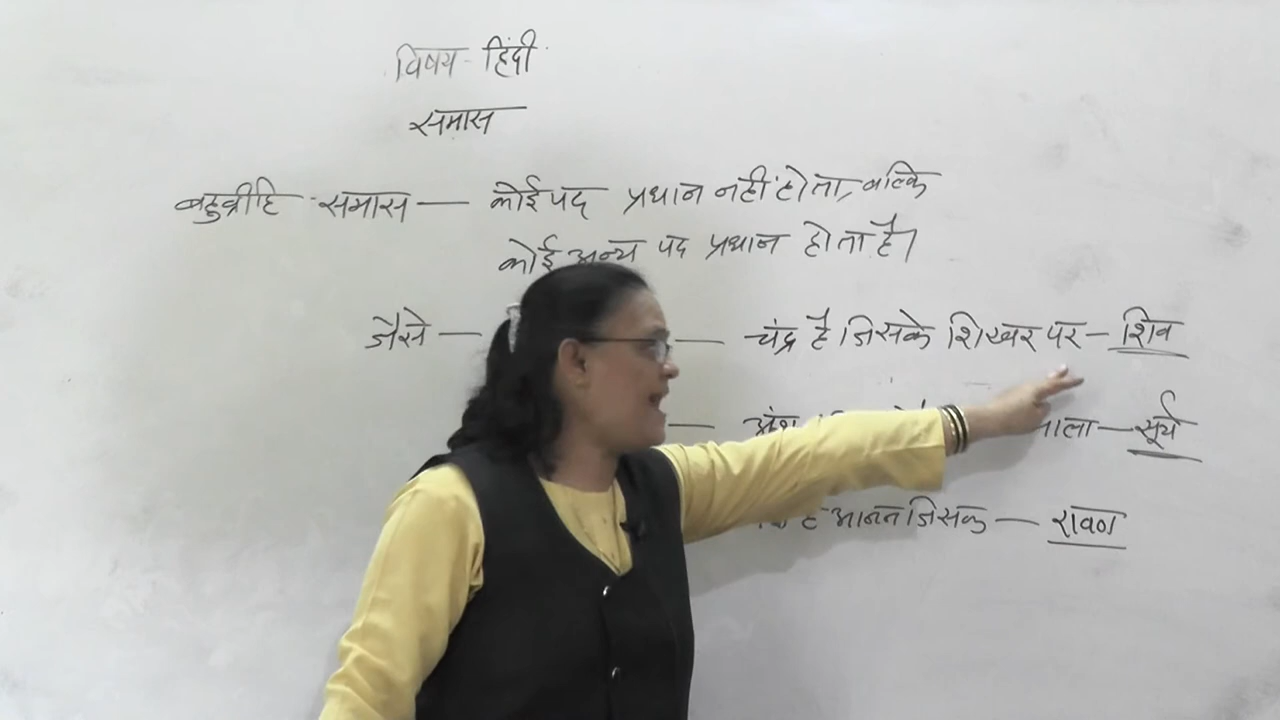 विषय - हिंदी
समास
बहुव्रीहि समास — कोई पद प्रधान नहीं होता, बल्कि
कोई अन्य पद प्रधान होता है।
जैसे — — चंद्र है जिसके शिखर पर – शिव
— सूर्य
है आनन जिसके — रावण